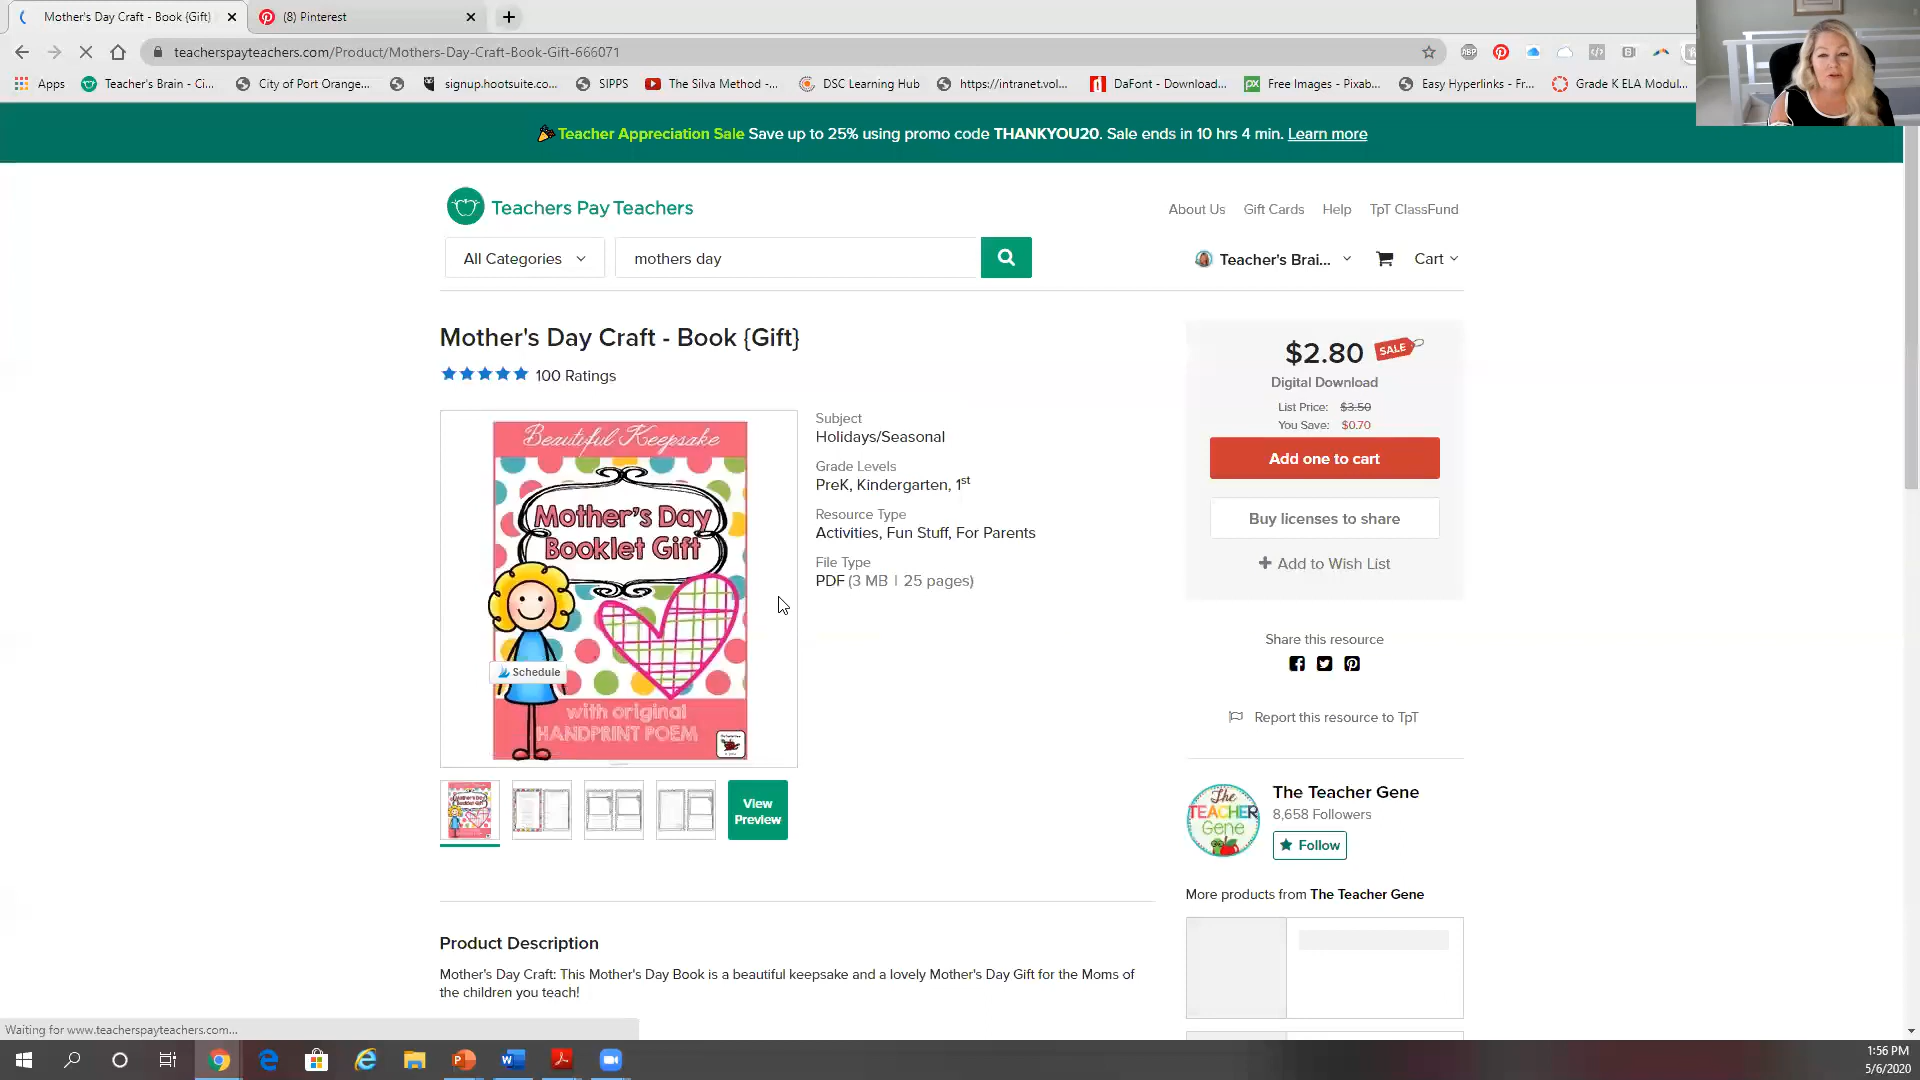 Mother's Day Craft - Book {Gift}
(8) Pinterest
teacherspayteachers.com/Product/Mothers-Day-Craft-Book-Gift-666071
ABP
Apps
Teacher's Brain - Ci...
City of Port Orange...
signup.hootsuite.co...
SIPPS
The Silva Method -...
DSC Learning Hub
https://intranet.vol...
DaFont - Download...
Free Images - Pixab...
Easy Hyperlinks - Fr...
Grade K ELA Modul...
Teacher Appreciation Sale Save up to 25% using promo code THANKYOU20. Sale ends in 10 hrs 4 min. Learn more
Teachers Pay Teachers
About Us
Gift Cards
Help
TpT ClassFund
All Categories
mothers day
Teacher's Brai...
Cart
Mother's Day Craft - Book {Gift}
100 Ratings
Beautiful Keepsake
Mother's Day
Booklet Gift
Schedule
with original
HANDPRINT POEM
View
Preview
Subject
Holidays/Seasonal
Grade Levels
PreK, Kindergarten, 1st
Resource Type
Activities, Fun Stuff, For Parents
File Type
PDF (3 MB | 25 pages)
$2.80
SALE
Digital Download
List Price: $3.50
You Save: $0.70
Add one to cart
Buy licenses to share
Add to Wish List
Share this resource
Report this resource to TpT
The
TEACHER
Gene
The Teacher Gene
8,658 Followers
Follow
More products from The Teacher Gene
Product Description
Mother's Day Craft: This Mother's Day Book is a beautiful keepsake and a lovely Mother's Day Gift for the Moms of
the children you teach!
Waiting for www.teacherspayteachers.com...
1:56 PM
5/6/2020